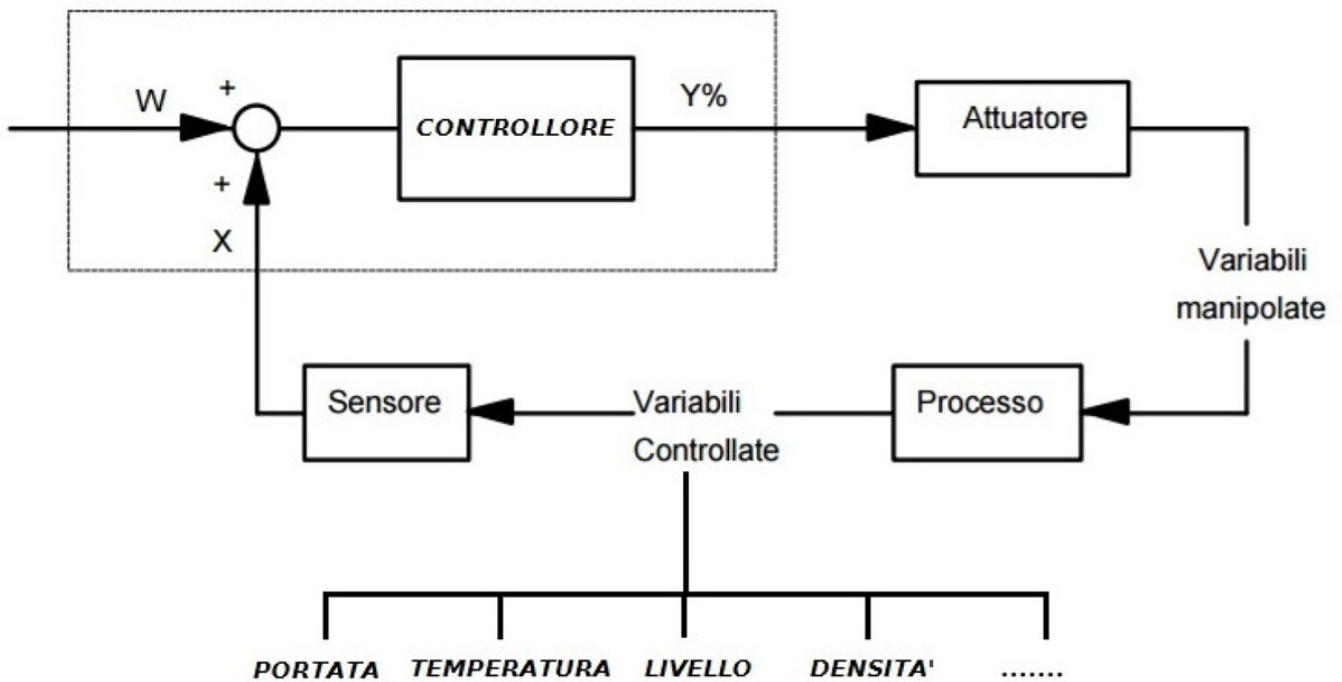 W
+
CONTROLLORE
Y%
Attuatore
+
X
Variabili
manipolate
Sensore
Variabili
Controllate
Processo
PORTATA
TEMPERATURA
LIVELLO
DENSITA'
.......